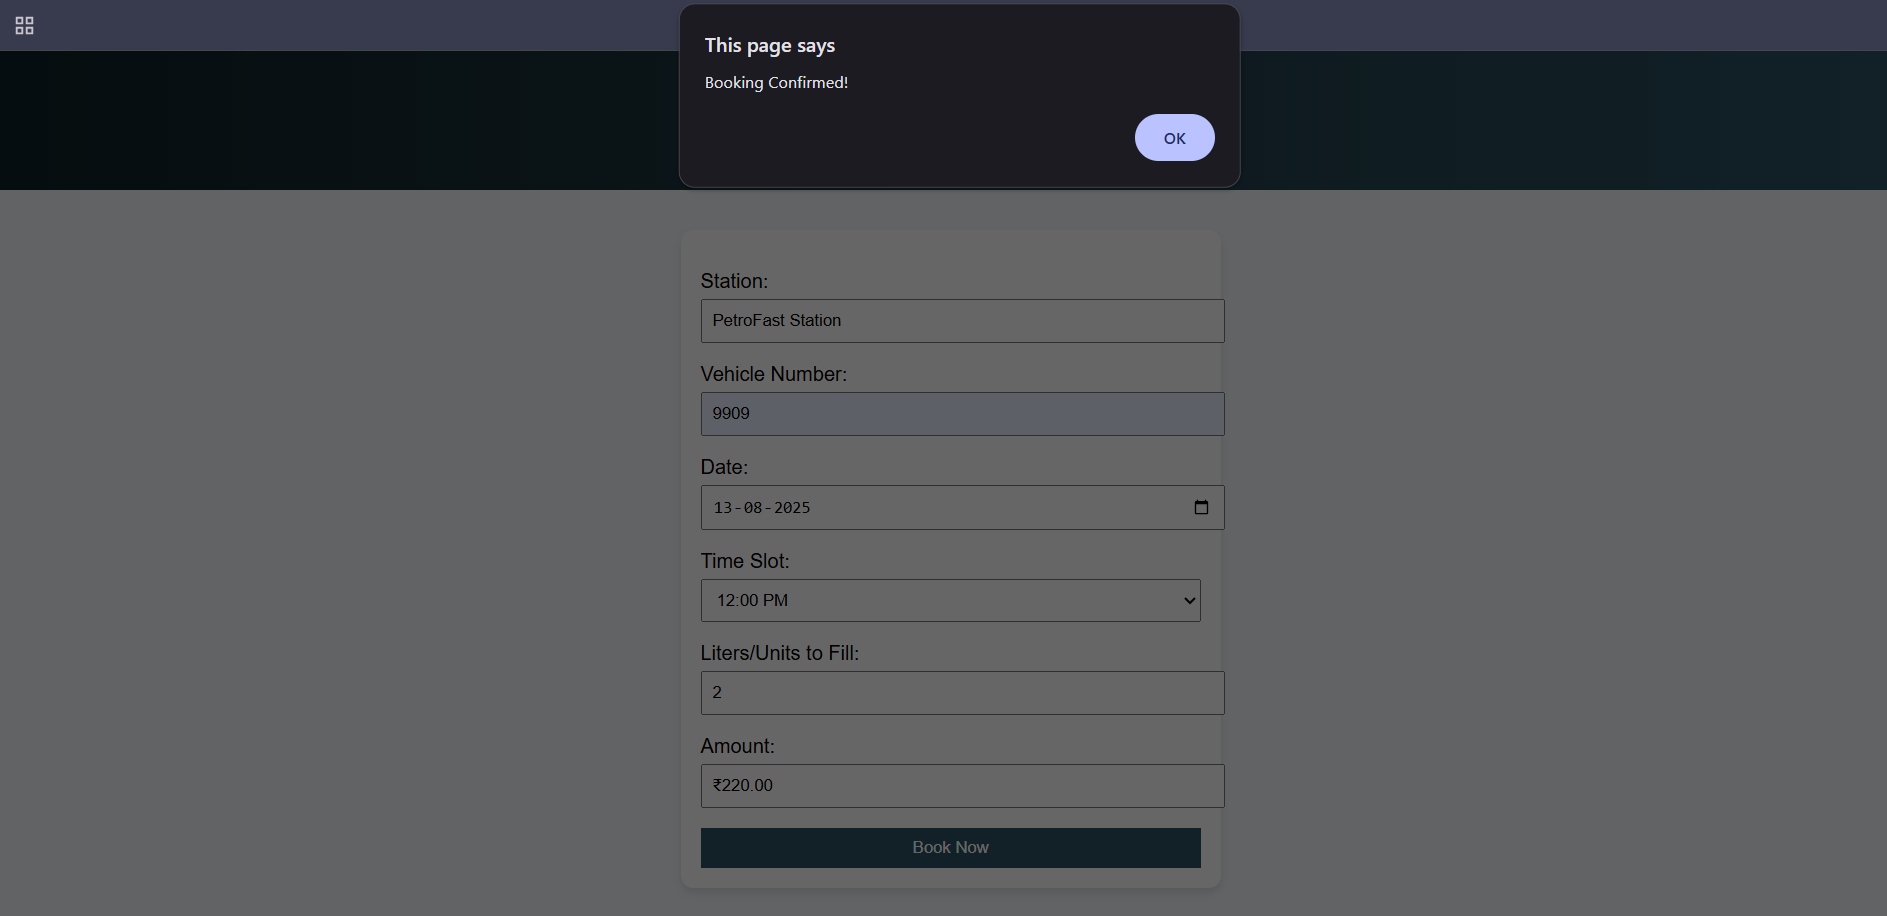 This page says
Booking Confirmed!
OK
Station:
PetroFast Station
Vehicle Number:
9909
Date:
13-08-2025
Time Slot:
12:00 PM
Liters/Units to Fill:
2
Amount:
₹220.00
Book Now